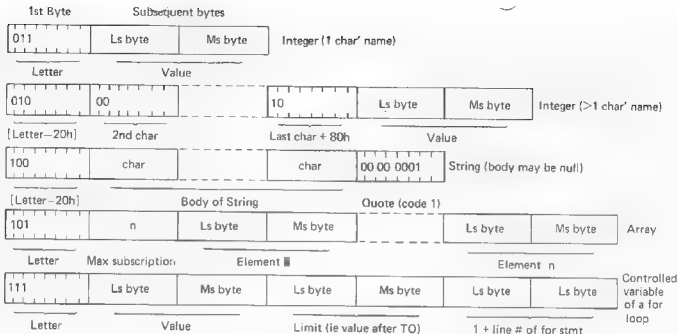 1st Byte Subsequent bytes
011 Ls byte Ms byte Integer (1 char' name)
Letter Value
010 00 10 Ls byte Ms byte Integer (>1 char' name)
[Letter–20h] 2nd char Last char + 80h Value
100 char char 00 00 0001 String (body may be null)
[Letter–20h] Body of String Quote (code 1)
101 n Ls byte Ms byte Ls byte Ms byte Array
Letter Max subscription Element Element n
111 Ls byte Ms byte Ls byte Ms byte Ls byte Ls byte Controlled variable of a for loop
Letter Value Limit (ie value after TO) 1 + line # of for stmt